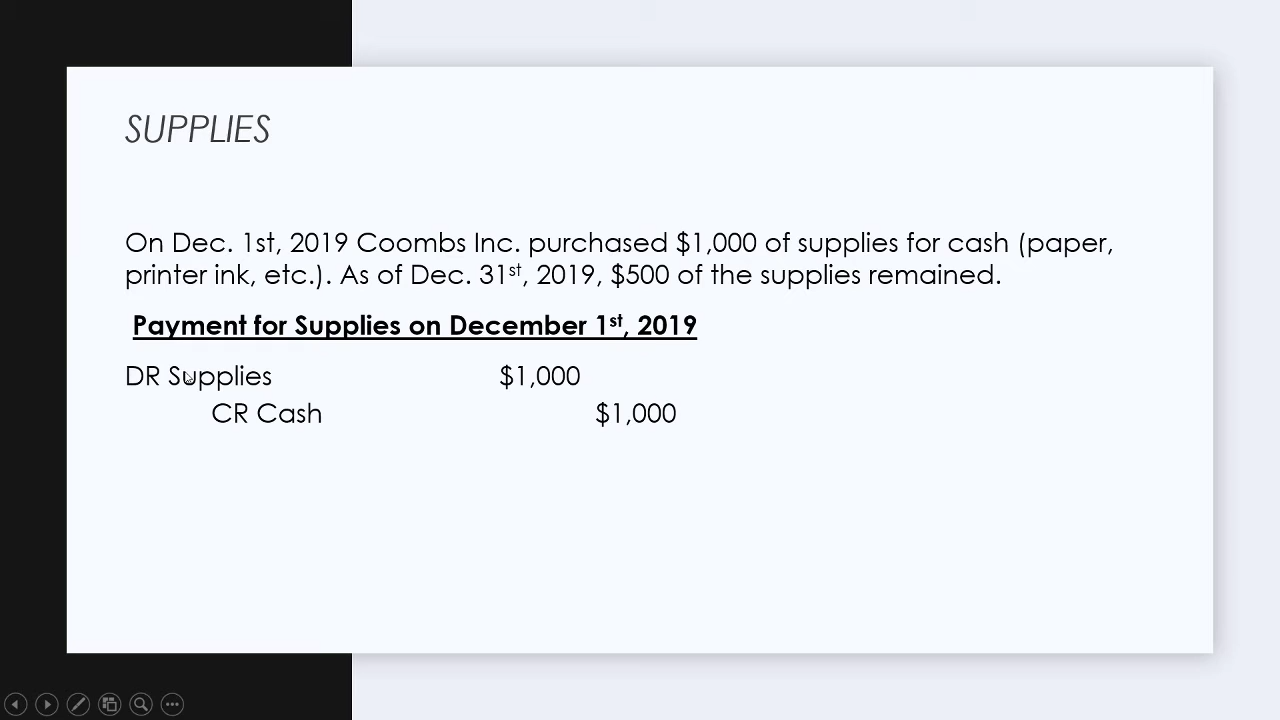 SUPPLIES
On Dec. 1st, 2019 Coombs Inc. purchased $1,000 of supplies for cash (paper,
printer ink, etc.). As of Dec. 31st, 2019, $500 of the supplies remained.
Payment for Supplies on December 1st, 2019
DR Supplies $1,000
CR Cash $1,000